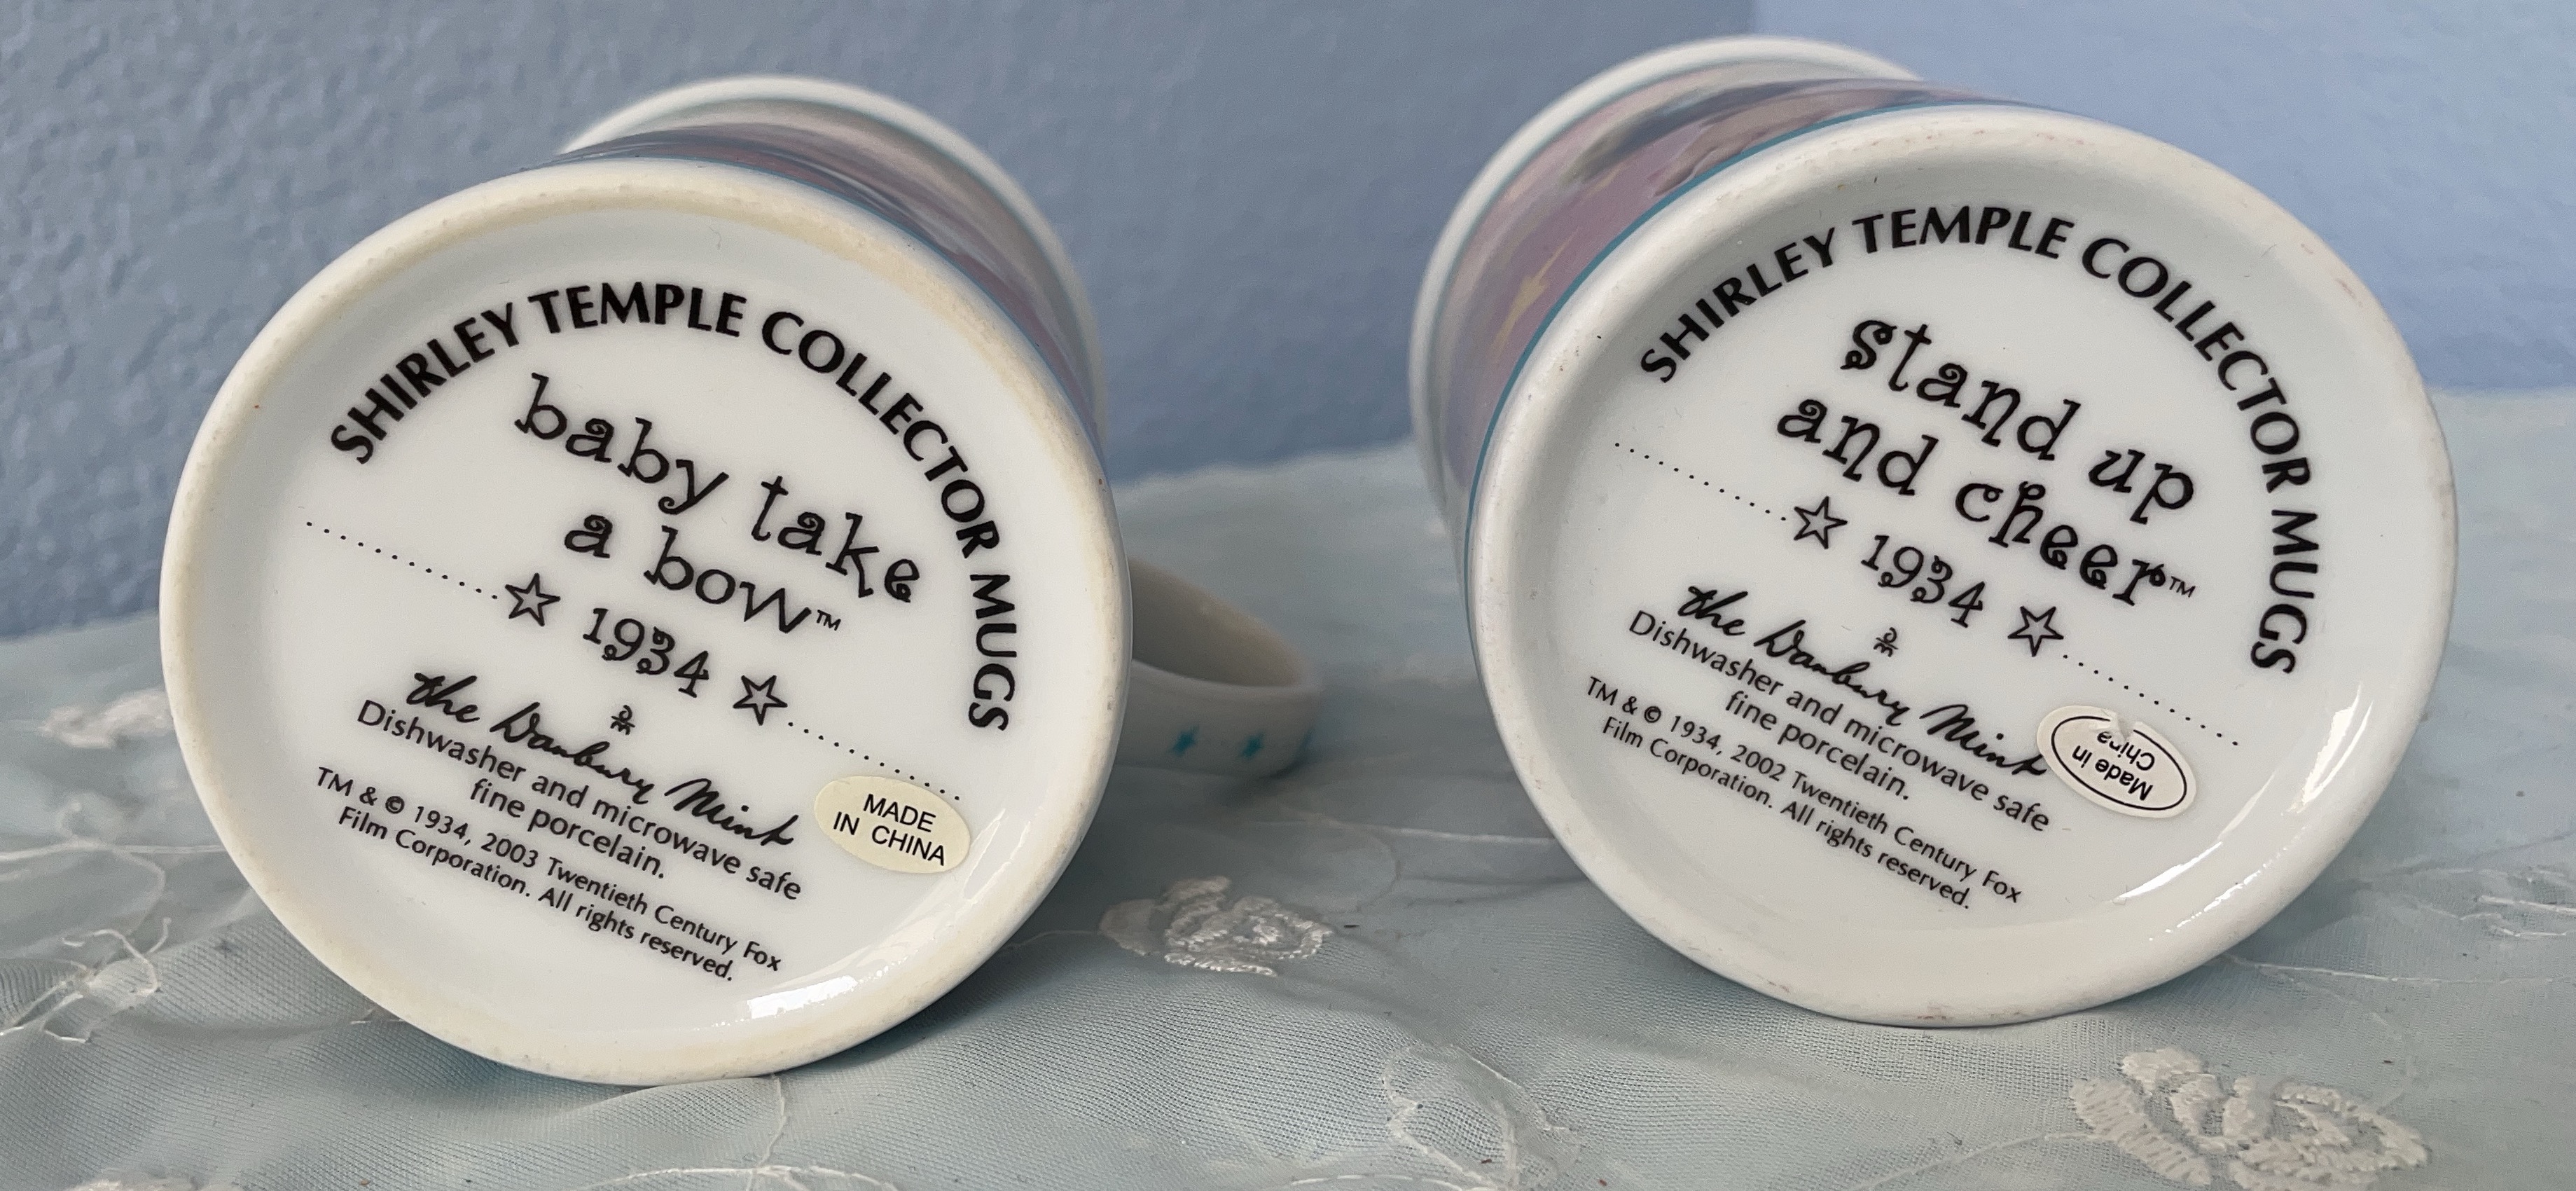 SHIRLEY TEMPLE COLLECTOR MUGS
baby take
a bow™
☆ 1934 ☆
the Danbury Mint
Dishwasher and microwave safe
fine porcelain.
TM & © 1934, 2003 Twentieth Century Fox
Film Corporation. All rights reserved.
MADE
IN CHINA
SHIRLEY TEMPLE COLLECTOR MUGS
stand up
and cheer™
☆ 1934 ☆
the Danbury Mint
Dishwasher and microwave safe
fine porcelain.
TM & © 1934, 2002 Twentieth Century Fox
Film Corporation. All rights reserved.
Made In
China